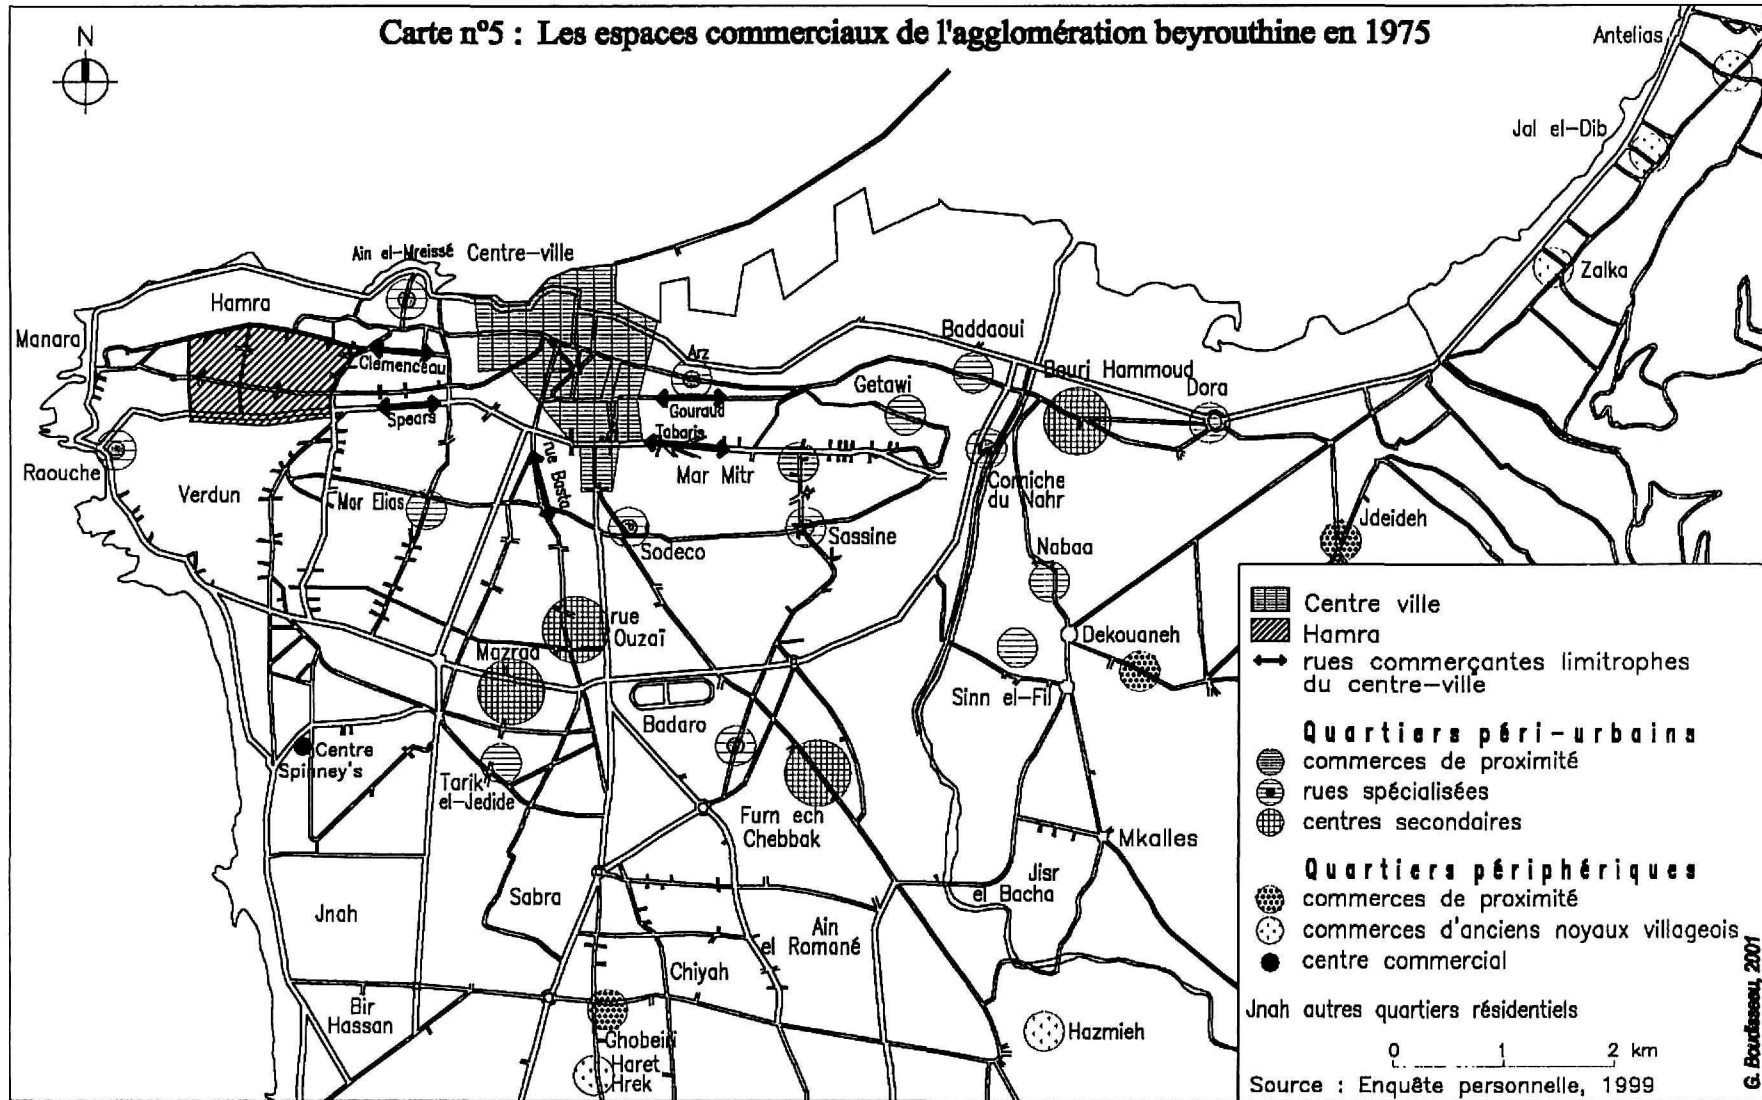 Carte n°5 : Les espaces commerciaux de l'agglomération beyrouthine en 1975
N
Antelias
Jal el-Dib
Zalka
Ain el-Mreissé
Centre-ville
Hamra
Manara
Clémenceau
Spears
Raouche
Verdun
Mar Elias
rue Basta
Arz
Gouraud
Tabaris
Mar Mitr
Getawi
Baddaoui
Bourj Hammoud
Dora
Corniche
du Nahr
Sodeco
Sassine
Nabaa
Jdeideh
rue
Ouzaï
Mazraa
Dekouaneh
Sinn el-Fil
Badaro
Centre
Spinney's
Tarik
el-Jedide
Furn ech
Chebbak
Mkalles
Jisr
el Bacha
Sabra
Jnah
Ain
el Romané
Chiyah
Bir
Hassan
Ghobeiri
Haret
Hrek
Hazmieh
Centre ville
Hamra
rues commerçantes limitrophes
du centre-ville
Quartiers péri-urbains
commerces de proximité
rues spécialisées
centres secondaires
Quartiers périphériques
commerces de proximité
commerces d'anciens noyaux villageois
centre commercial
Jnah autres quartiers résidentiels
0 1 2 km
Source : Enquête personnelle, 1999
G. Boudisseau, 2001